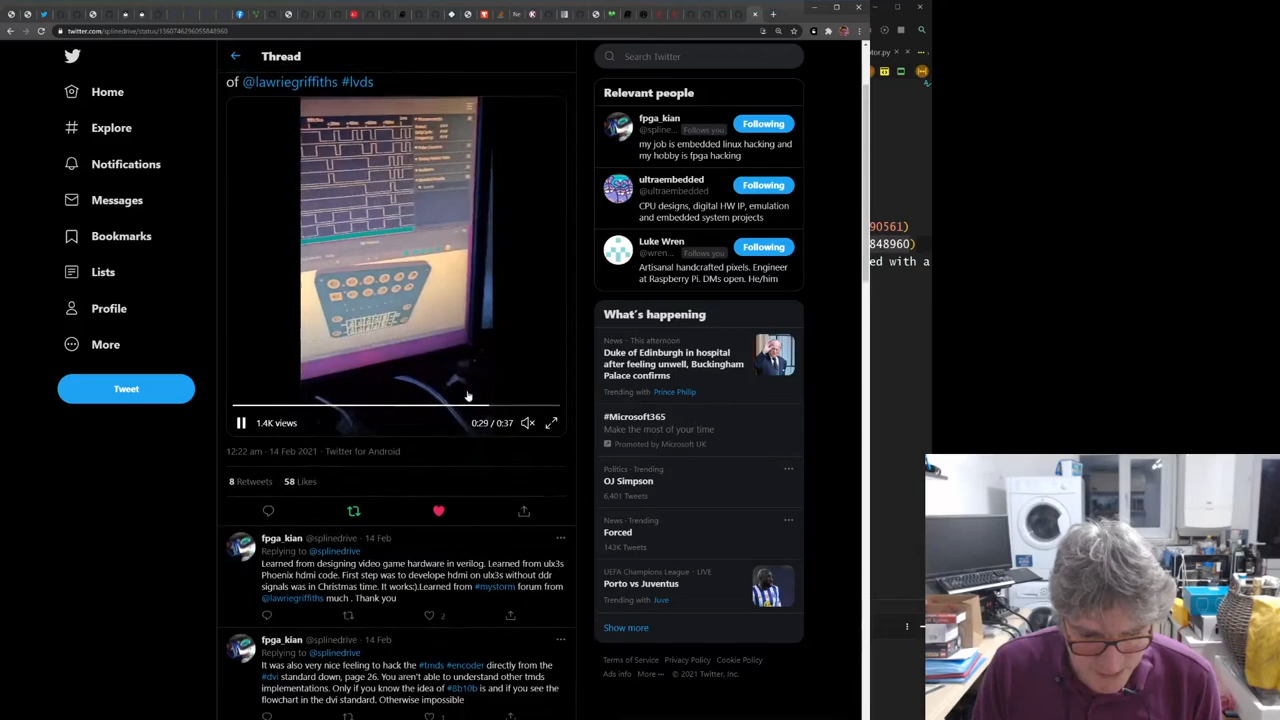 twitter.com/splinedrive/status/1360746296055848960
Home
Explore
Notifications
Messages
Bookmarks
Lists
Profile
More
Tweet
Thread
of @lawriegriffiths #lvds
1.4K views
0:29 / 0:37
12:22 am · 14 Feb 2021 · Twitter for Android
8 Retweets 58 Likes
fpga_kian @splinedrive · 14 Feb
Replying to @splinedrive
Learned from designing video game hardware in verilog. Learned from ulx3s
Phoenix hdmi code. First step was to develope hdmi on ulx3s without ddr
signals was in Christmas time. It works:).Learned from #mystorm forum from
@lawriegriffiths much . Thank you
2
fpga_kian @splinedrive · 14 Feb
Replying to @splinedrive
It was also very nice feeling to hack the #tmds #encoder directly from the
#dvi standard down, page 26. You aren't able to understand other tmds
implementations. Only if you know the idea of #8b10b is and if you see the
flowchart in the dvi standard. Otherwise impossible
1
Search Twitter
Relevant people
fpga_kian
@spline... Follows you
Following
my job is embedded linux hacking and
my hobby is fpga hacking
ultraembedded
@ultraembedded
Following
CPU designs, digital HW IP, emulation
and embedded system projects
Luke Wren
@wren... Follows you
Following
Artisanal handcrafted pixels. Engineer
at Raspberry Pi. DMs open. He/him
What's happening
News · This afternoon
Duke of Edinburgh in hospital
after feeling unwell, Buckingham
Palace confirms
Trending with Prince Philip
#Microsoft365
Make the most of your time
Promoted by Microsoft UK
Politics · Trending
OJ Simpson
6,401 Tweets
News · Trending
Forced
143K Tweets
UEFA Champions League · LIVE
Porto vs Juventus
Trending with Juve
Show more
Terms of Service Privacy Policy Cookie Policy
Ads info More ··· © 2021 Twitter, Inc.
tor.py
90561)
848960)
ed with a